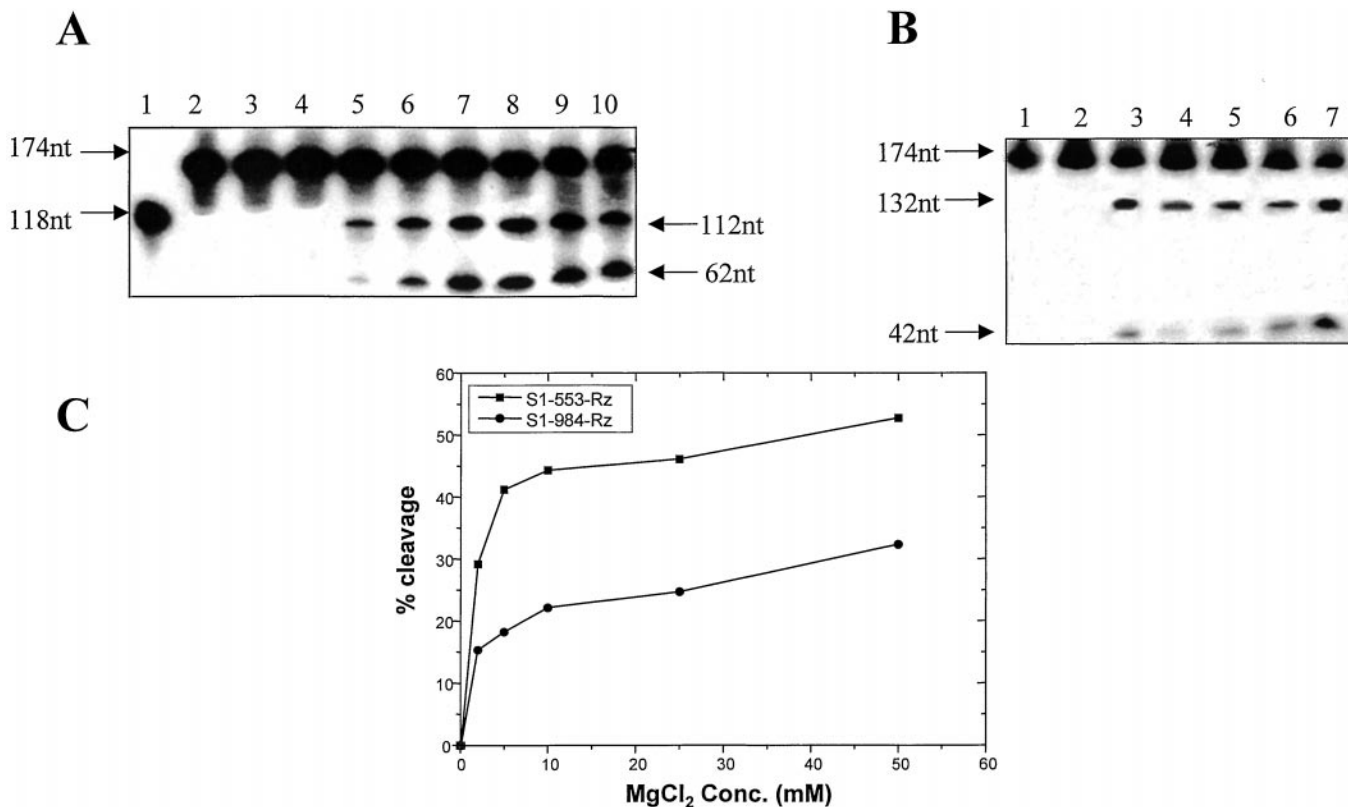 A
1 2 3 4 5 6 7 8 9 10
174nt
118nt
112nt
62nt
B
1 2 3 4 5 6 7
174nt
132nt
42nt
C
60
50
40
30
20
10
0
% cleavage
S1-553-Rz
S1-984-Rz
0 10 20 30 40 50 60
MgCl₂ Conc. (mM)